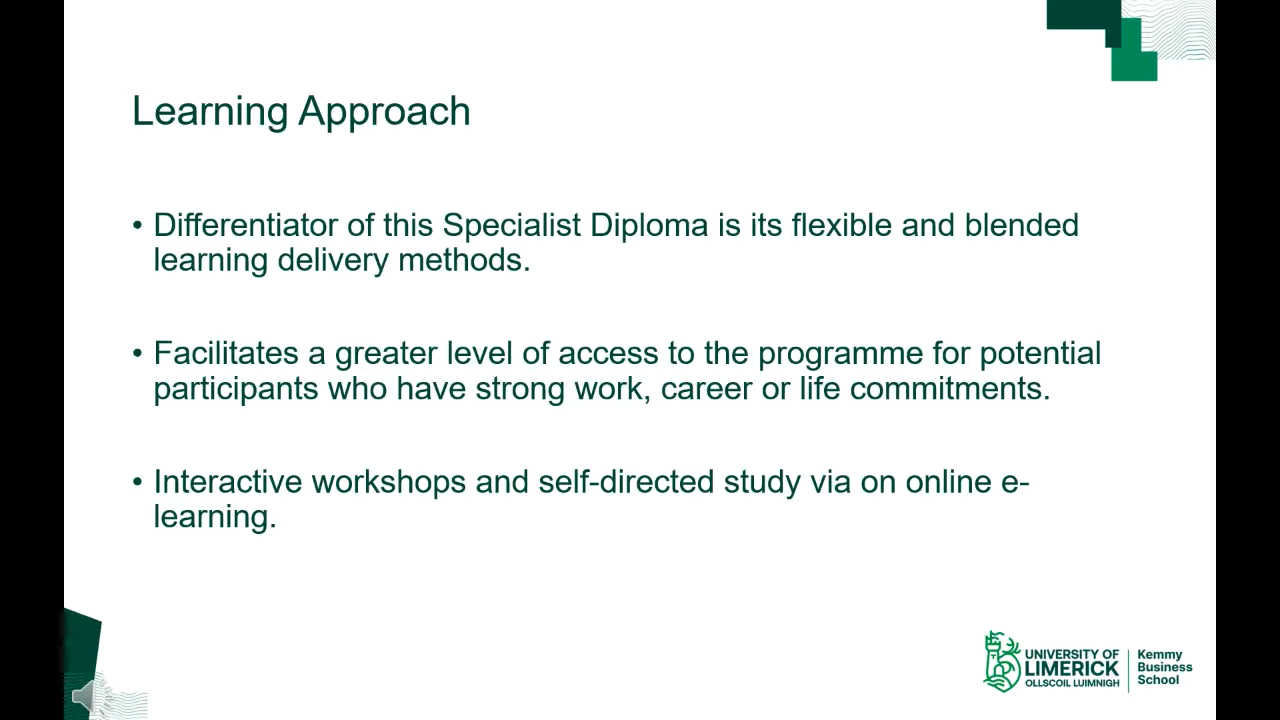 Learning Approach
• Differentiator of this Specialist Diploma is its flexible and blended
learning delivery methods.
• Facilitates a greater level of access to the programme for potential
participants who have strong work, career or life commitments.
• Interactive workshops and self-directed study via on online e-
learning.
UNIVERSITY OF
LIMERICK
OLLSCOIL LUIMNIGH
Kemmy
Business
School